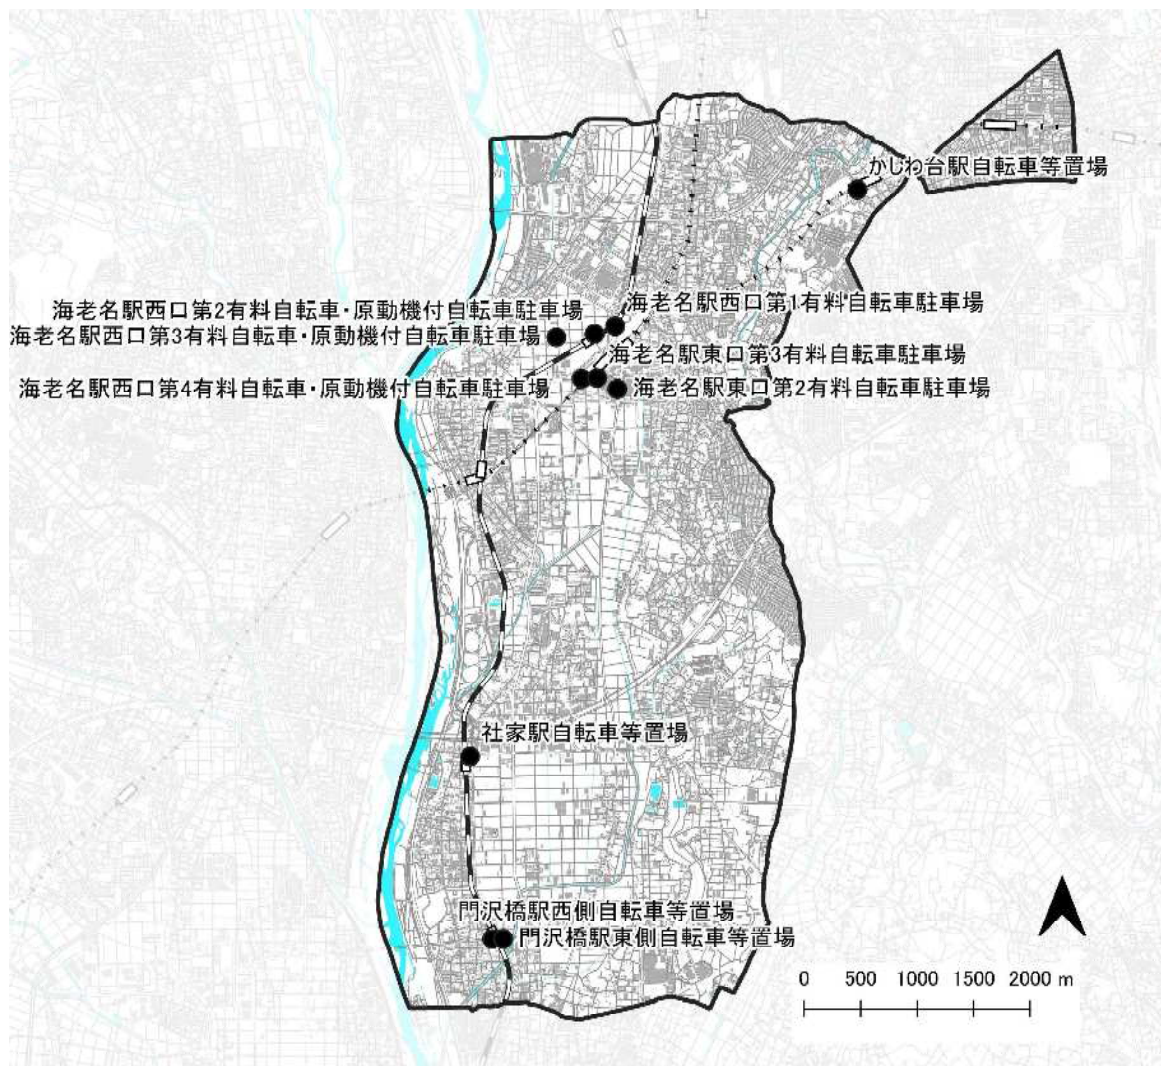 かしわ台駅自転車等置場
海老名駅西口第2有料自転車・原動機付自転車駐車場
海老名駅西口第1有料自転車駐車場
海老名駅西口第3有料自転車・原動機付自転車駐車場
海老名駅東口第3有料自転車駐車場
海老名駅西口第4有料自転車・原動機付自転車駐車場
海老名駅東口第2有料自転車駐車場
社家駅自転車等置場
門沢橋駅西側自転車等置場
門沢橋駅東側自転車等置場
0 500 1000 1500 2000 m